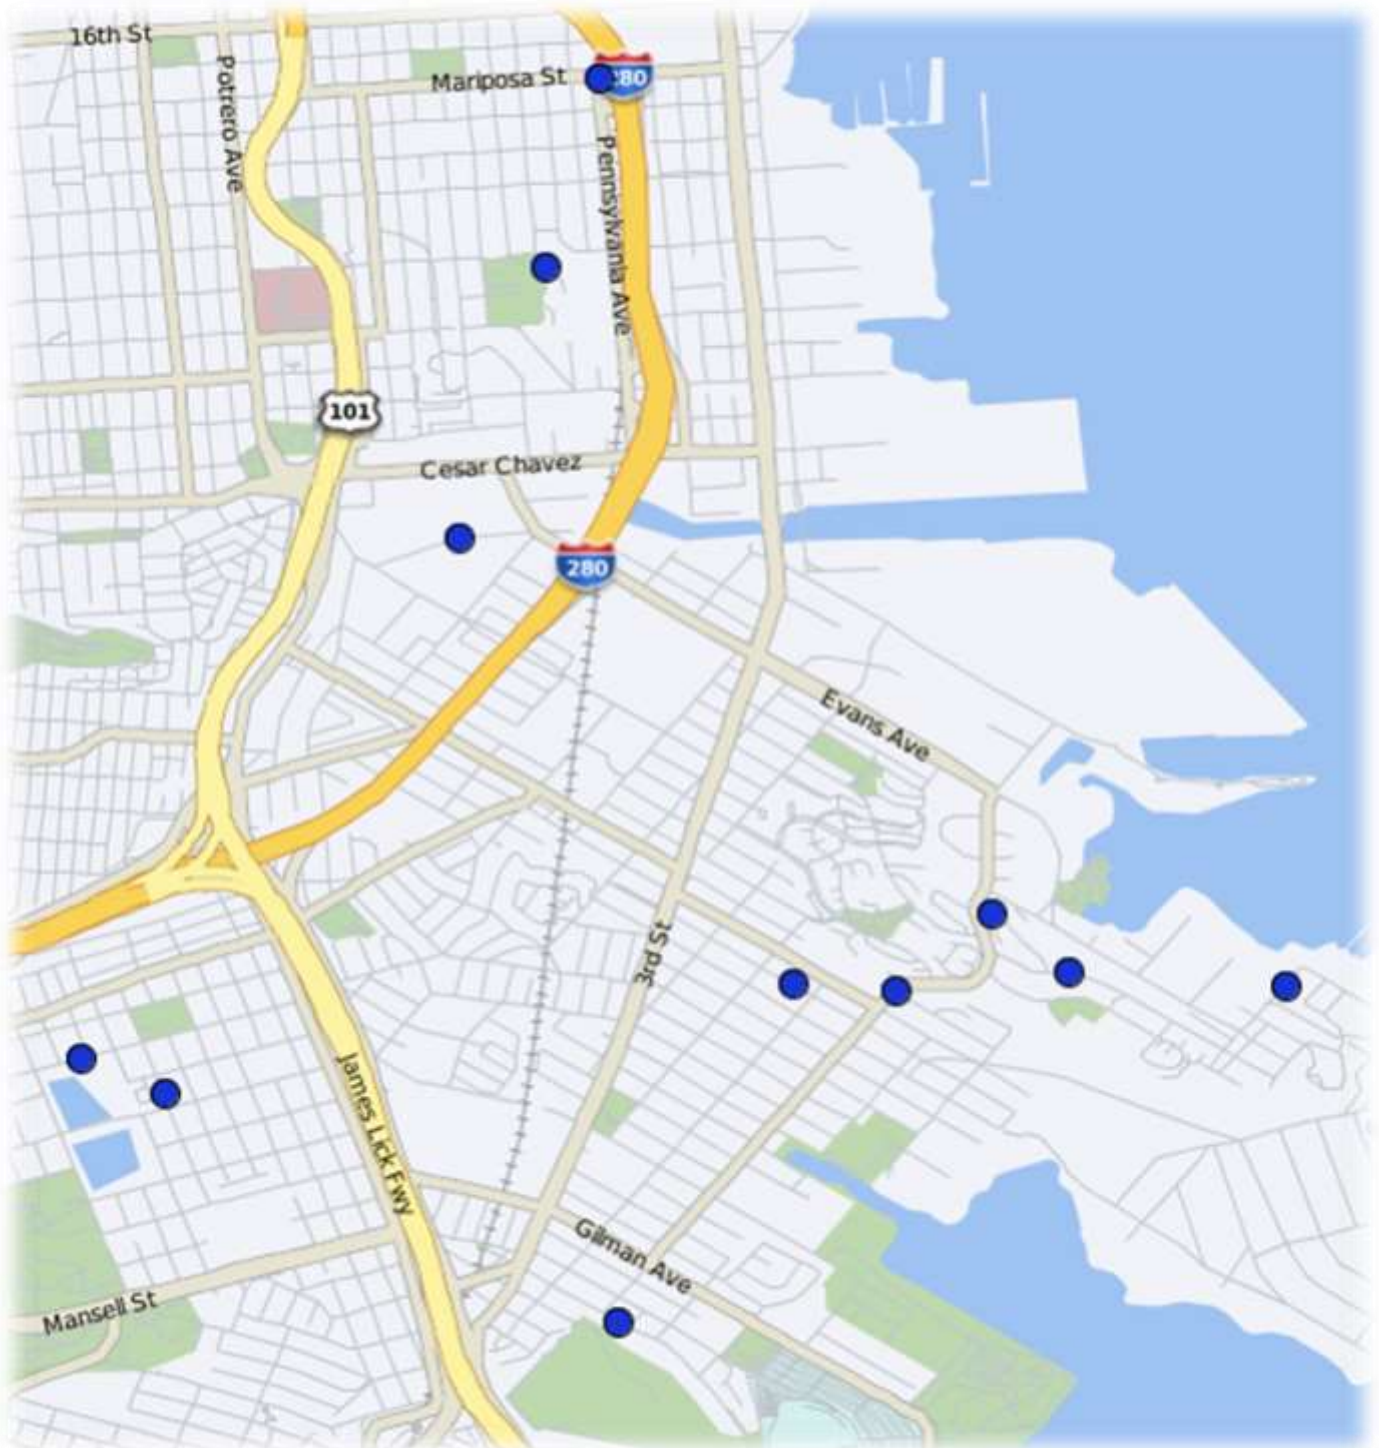 16th St
Potrero Ave
Mariposa St
280
Pennsylvania Ave
101
Cesar Chavez
280
Evans Ave
3rd St
James Lick Fwy
Gilman Ave
Mansell St